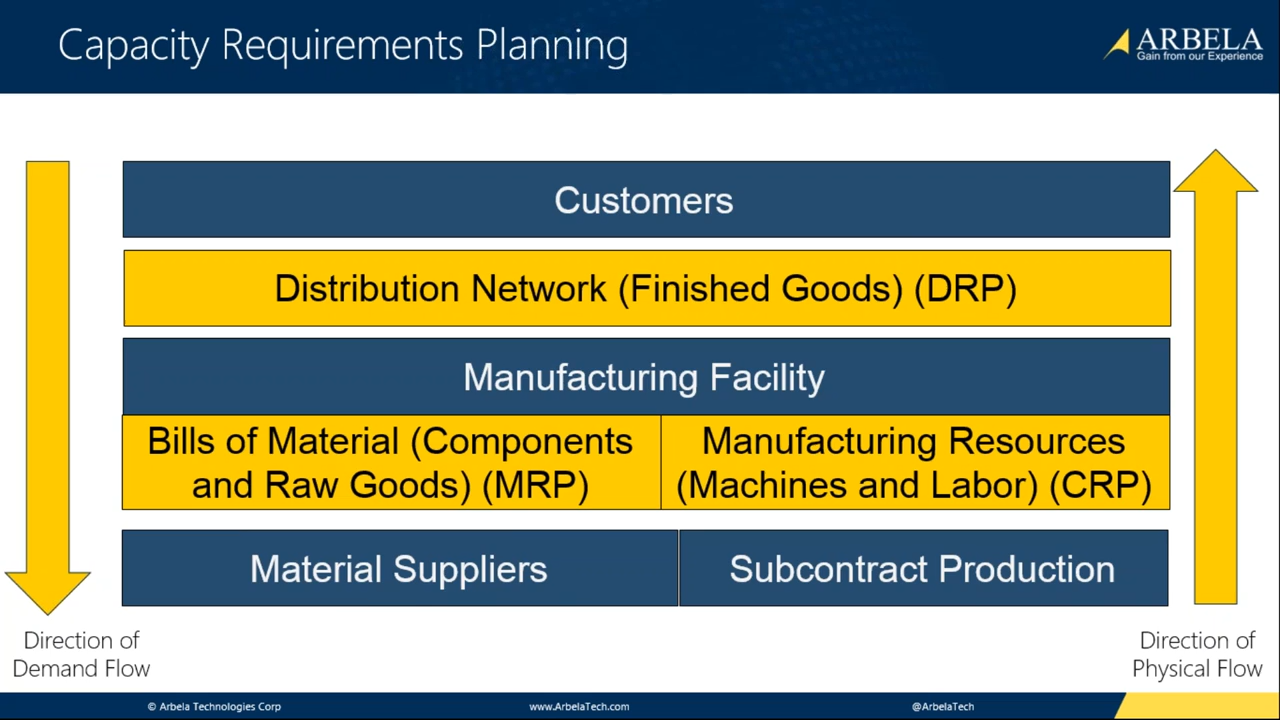 Capacity Requirements Planning
ARBELA
Gain from our Experience
Customers
Distribution Network (Finished Goods) (DRP)
Manufacturing Facility
Bills of Material (Components
and Raw Goods) (MRP)
Manufacturing Resources
(Machines and Labor) (CRP)
Material Suppliers
Subcontract Production
Direction of
Demand Flow
Direction of
Physical Flow
© Arbela Technologies Corp
www.ArbelaTech.com
@ArbelaTech